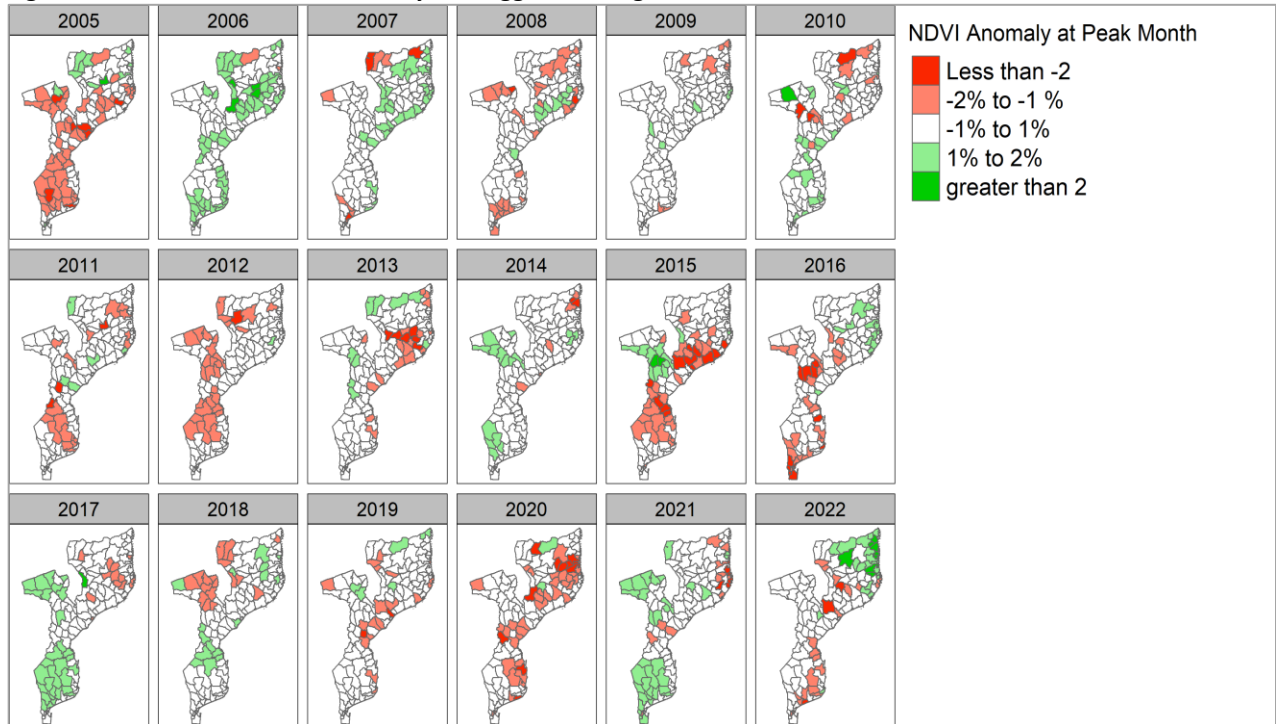 2005 2006 2007 2008 2009 2010
NDVI Anomaly at Peak Month
Less than -2
-2% to -1 %
-1% to 1%
1% to 2%
greater than 2
2011 2012 2013 2014 2015 2016
2017 2018 2019 2020 2021 2022